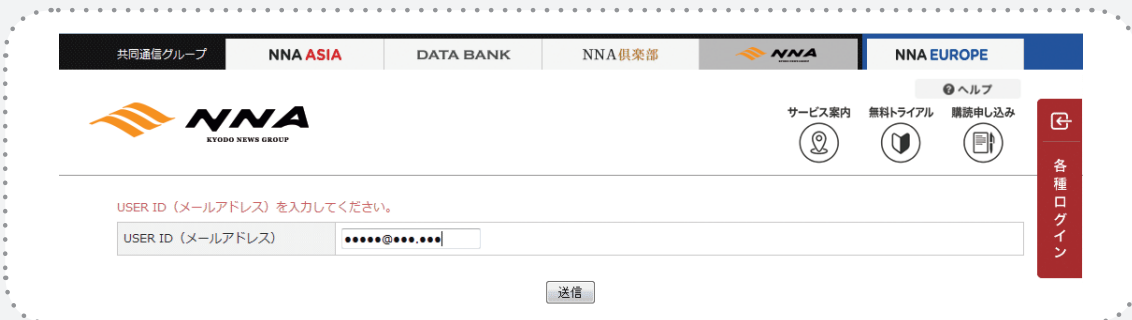 共同通信グループ NNA ASIA DATA BANK NNA倶楽部 NNA NNA EUROPE
ヘルプ
NNA
KYODO NEWS GROUP
サービス案内 無料トライアル 購読申し込み
各種ログイン
USER ID（メールアドレス）を入力してください。
USER ID（メールアドレス） ●●●●●@●●●.●●●
送信